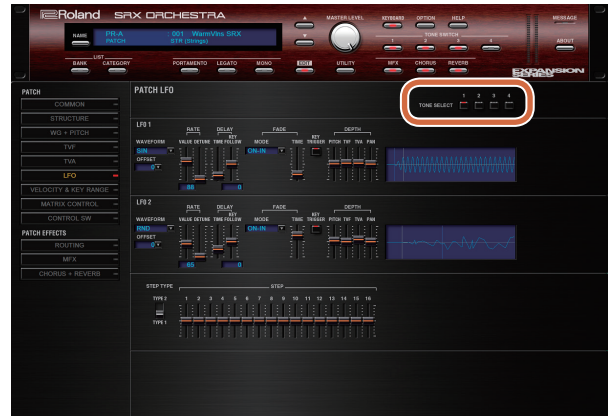 Roland SRX ORCHESTRA
MASTER LEVEL
KEYBOARD OPTION HELP
MESSAGE
NAME
PR-A 001 WarmVlns SRX
PATCH STR (Strings)
TONE SWITCH
1 2 3 4
ABOUT
LIST
BANK CATEGORY PORTAMENTO LEGATO MONO EDIT UTILITY MFX CHORUS REVERB
EXPANSION
SERIES
PATCH
COMMON
STRUCTURE
WG + PITCH
TVF
TVA
LFO
VELOCITY & KEY RANGE
MATRIX CONTROL
CONTROL SW
PATCH EFFECTS
ROUTING
MFX
CHORUS + REVERB
PATCH LFO
TONE SELECT 1 2 3 4
LFO 1
RATE DELAY FADE DEPTH
WAVEFORM VALUE DETUNE TIME KEY FOLLOW MODE TIME KEY TRIGGER PITCH TVF TVA PAN
SIN ON-IN
OFFSET
0
88 0
LFO 2
RATE DELAY FADE DEPTH
WAVEFORM VALUE DETUNE TIME KEY FOLLOW MODE TIME KEY TRIGGER PITCH TVF TVA PAN
RND ON-IN
OFFSET
0
85 0
STEP TYPE STEP
TYPE 2 1 2 3 4 5 6 7 8 9 10 11 12 13 14 15 16
TYPE 1